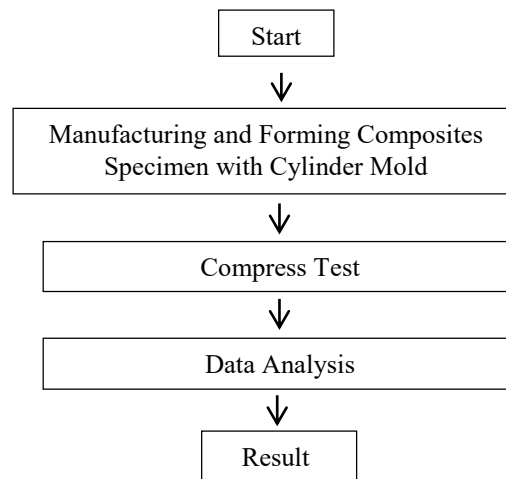 Start
Manufacturing and Forming Composites
Specimen with Cylinder Mold
Compress Test
Data Analysis
Result